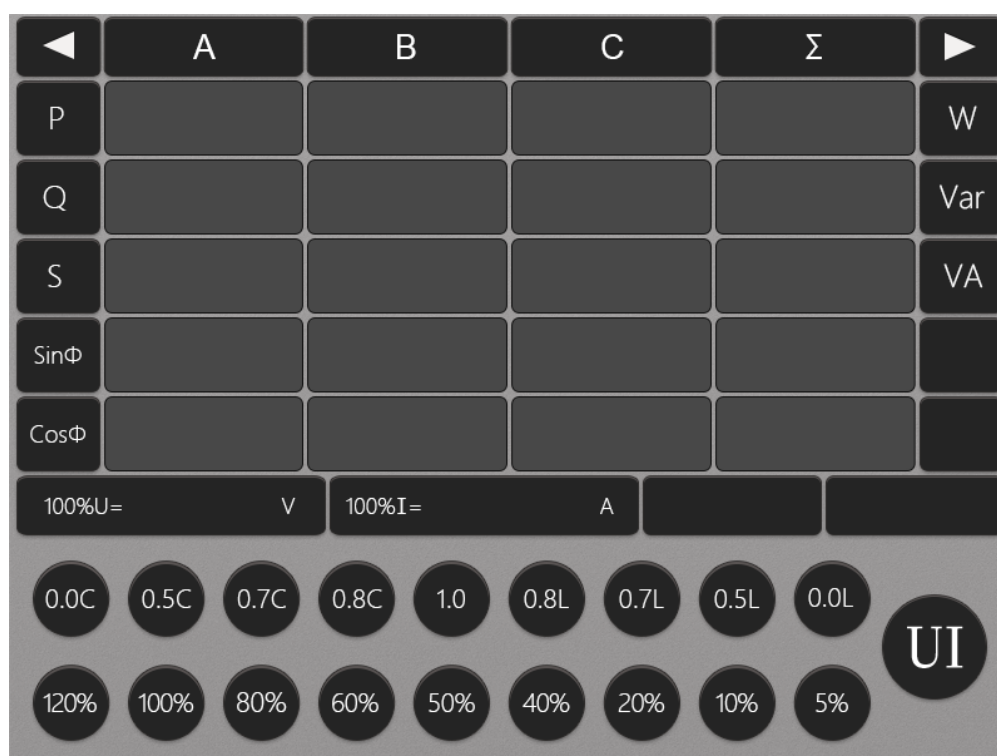 A B C Σ
P W
Q Var
S VA
SinΦ
CosΦ
100%U= V 100%I= A
0.0C 0.5C 0.7C 0.8C 1.0 0.8L 0.7L 0.5L 0.0L
UI
120% 100% 80% 60% 50% 40% 20% 10% 5%